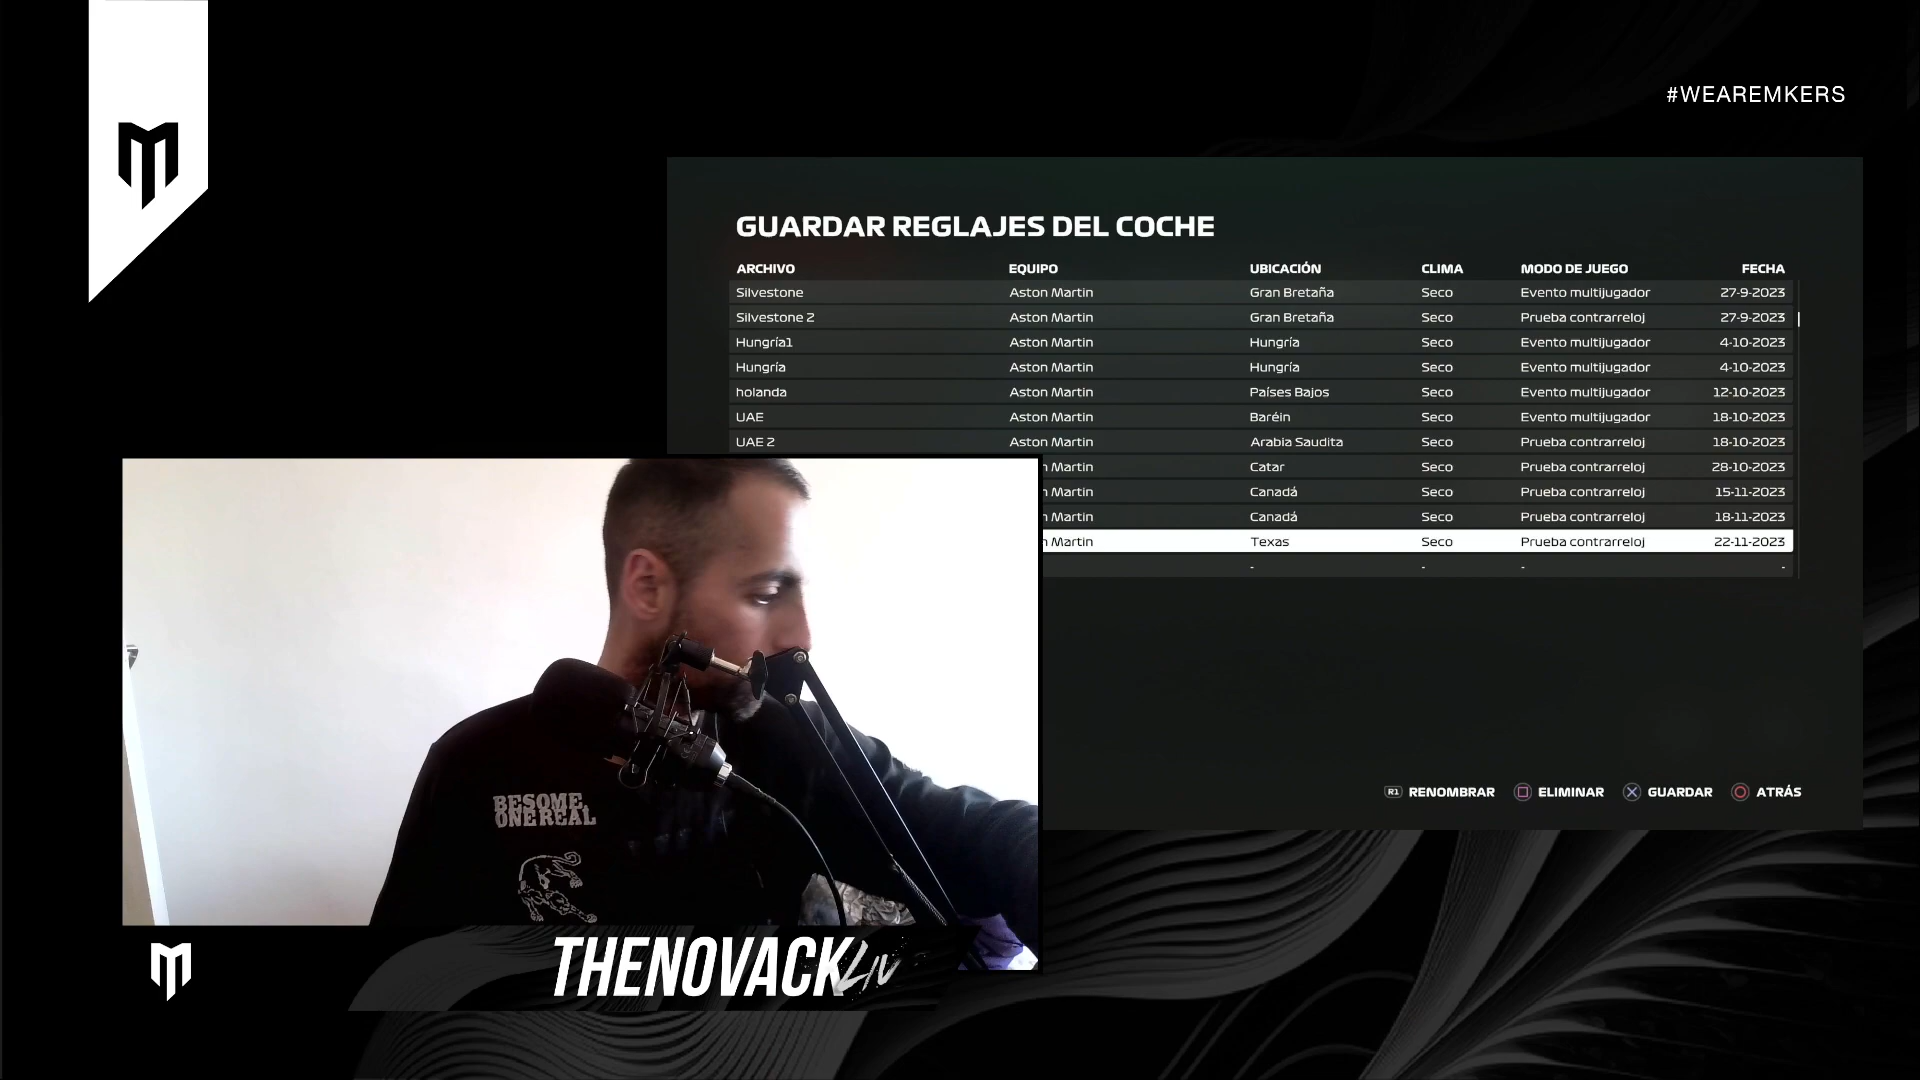 #WEAREMKERS
GUARDAR REGLAJES DEL COCHE
ARCHIVO EQUIPO UBICACIÓN CLIMA MODO DE JUEGO FECHA
Silvestone Aston Martin Gran Bretaña Seco Evento multijugador 27-9-2023
Silvestone 2 Aston Martin Gran Bretaña Seco Prueba contrarreloj 27-9-2023
Hungría1 Aston Martin Hungría Seco Evento multijugador 4-10-2023
Hungría Aston Martin Hungría Seco Evento multijugador 4-10-2023
holanda Aston Martin Países Bajos Seco Evento multijugador 12-10-2023
UAE Aston Martin Baréin Seco Evento multijugador 18-10-2023
UAE 2 Aston Martin Arabia Saudita Seco Prueba contrarreloj 18-10-2023
n Martin Catar Seco Prueba contrarreloj 28-10-2023
n Martin Canadá Seco Prueba contrarreloj 15-11-2023
n Martin Canadá Seco Prueba contrarreloj 18-11-2023
n Martin Texas Seco Prueba contrarreloj 22-11-2023
- - - -
R1 RENOMBRAR ELIMINAR GUARDAR ATRÁS
BESOME
ONEREAL
THENOVACK LIV